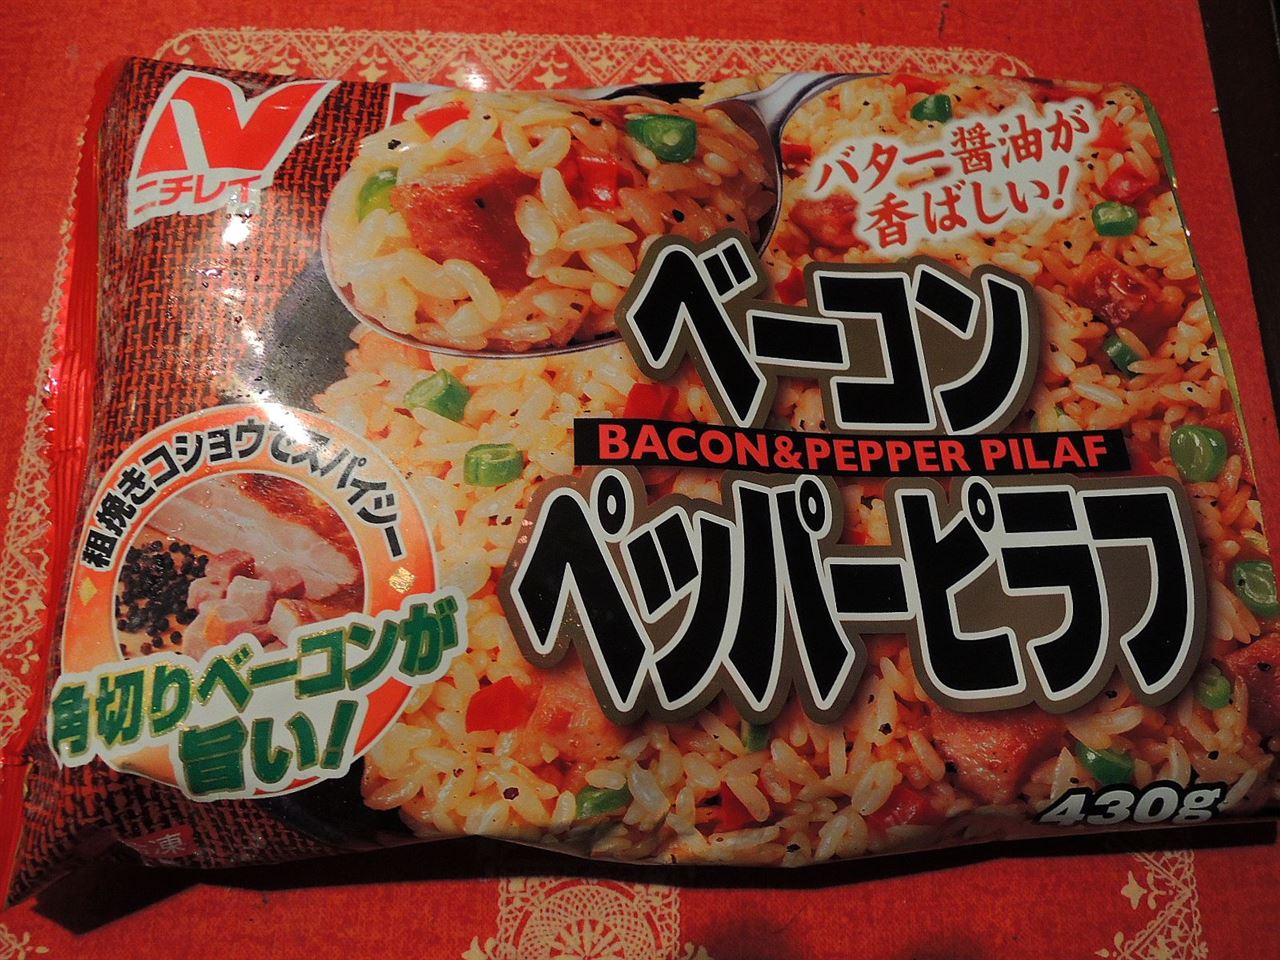 ニチレイ
バター醤油が
香ばしい!
ベーコン
BACON&PEPPER PILAF
ペッパーピラフ
粗挽きコショウでスパイシー
角切りベーコンが
旨い!
430g
凍